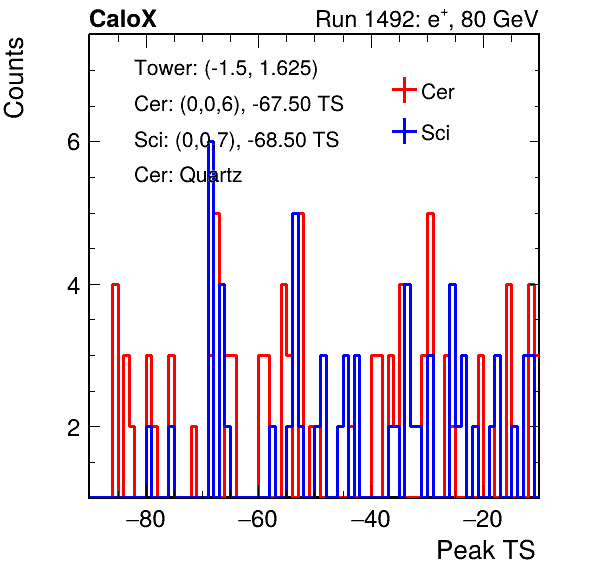 CaloX Run 1492: e⁺, 80 GeV
Counts
Tower: (-1.5, 1.625)
Cer: (0,0,6), -67.50 TS
Sci: (0,0,7), -68.50 TS
Cer: Quartz
Cer
Sci
6
4
2
−80 −60 −40 −20
Peak TS